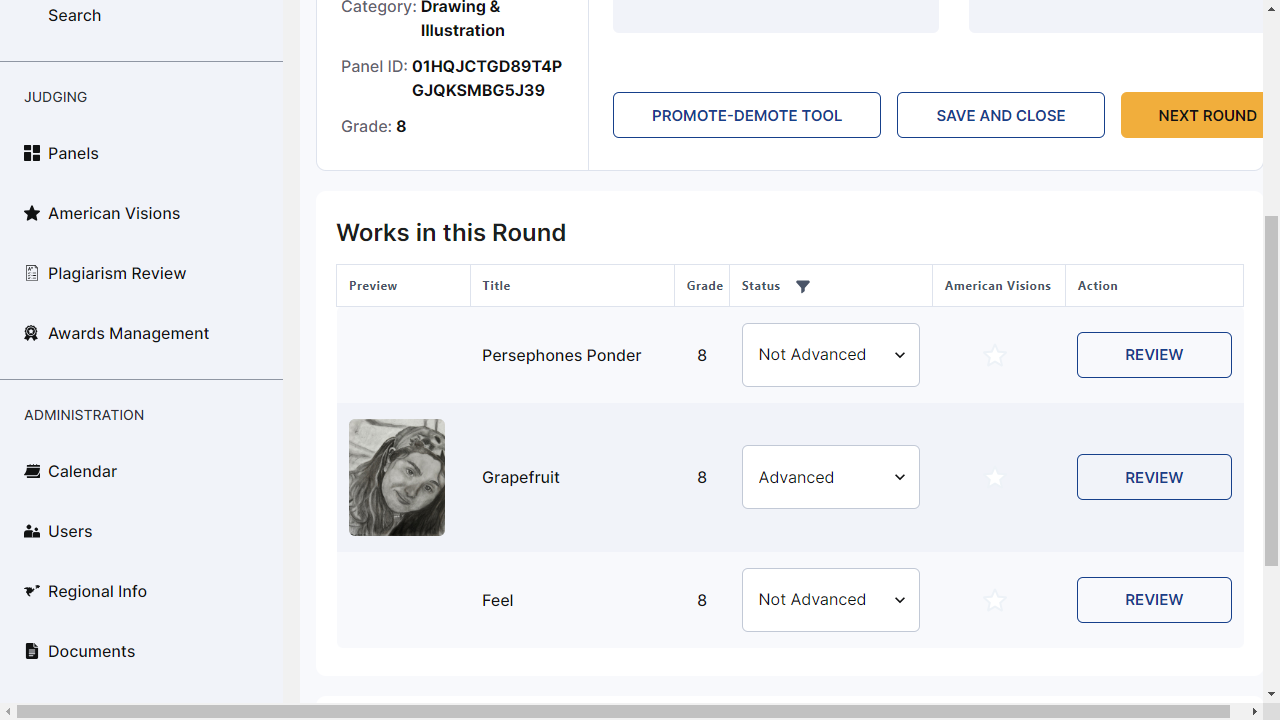 Search
JUDGING
Panels
American Visions
Plagiarism Review
Awards Management
ADMINISTRATION
Calendar
Users
Regional Info
Documents
Category: Drawing &
Illustration
Panel ID: 01HQJCTGD89T4P
GJQKSMBG5J39
Grade: 8
PROMOTE-DEMOTE TOOL SAVE AND CLOSE NEXT ROUND
Works in this Round
Preview Title Grade Status American Visions Action
Persephones Ponder 8 Not Advanced REVIEW
Grapefruit 8 Advanced REVIEW
Feel 8 Not Advanced REVIEW